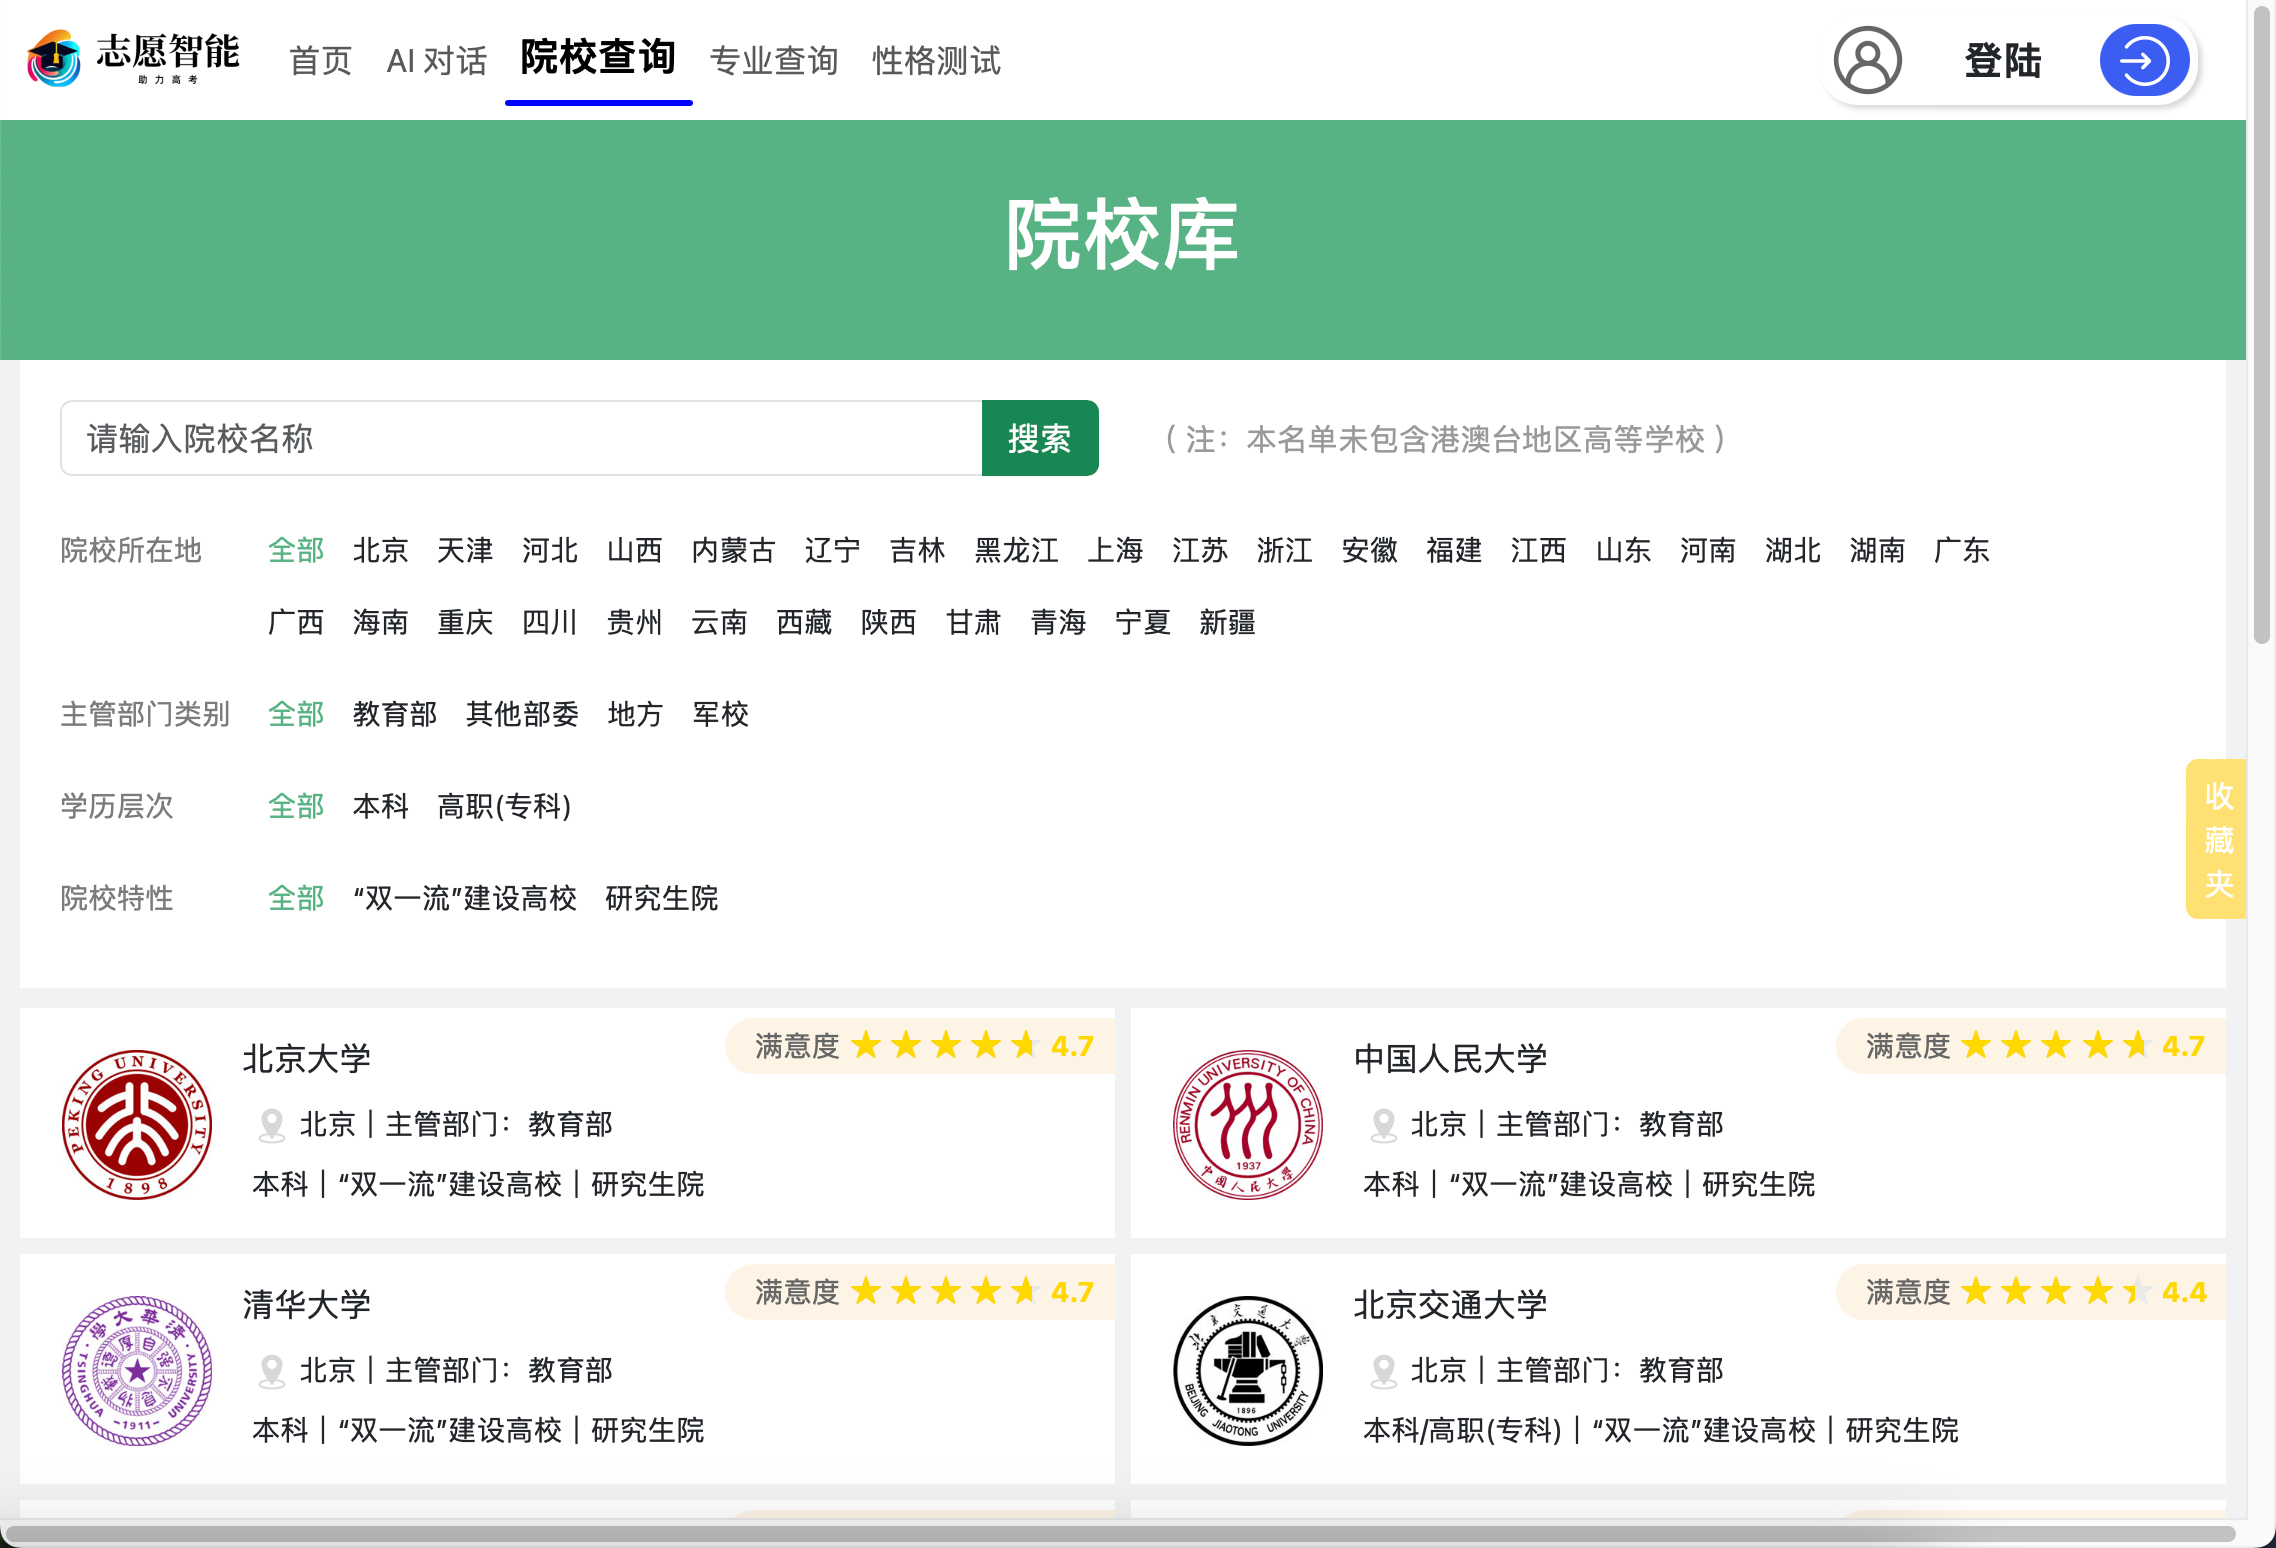 志愿智能
助力高考
首页 AI 对话 院校查询 专业查询 性格测试
登陆
院校库
请输入院校名称 搜索 （ 注：本名单未包含港澳台地区高等学校 ）
院校所在地 全部 北京 天津 河北 山西 内蒙古 辽宁 吉林 黑龙江 上海 江苏 浙江 安徽 福建 江西 山东 河南 湖北 湖南 广东
广西 海南 重庆 四川 贵州 云南 西藏 陕西 甘肃 青海 宁夏 新疆
主管部门类别 全部 教育部 其他部委 地方 军校
学历层次 全部 本科 高职(专科)
院校特性 全部 “双一流”建设高校 研究生院
收藏夹
PEKING UNIVERSITY
1898
北京大学
满意度 4.7
北京 | 主管部门：教育部
本科 | “双一流”建设高校 | 研究生院
RENMIN UNIVERSITY OF CHINA
1937
中国人民大学
中国人民大学
满意度 4.7
北京 | 主管部门：教育部
本科 | “双一流”建设高校 | 研究生院
TSINGHUA UNIVERSITY
1911
清华大学
满意度 4.7
北京 | 主管部门：教育部
本科 | “双一流”建设高校 | 研究生院
北京交通大学
1896
BEIJING JIAOTONG UNIVERSITY
北京交通大学
满意度 4.4
北京 | 主管部门：教育部
本科/高职(专科) | “双一流”建设高校 | 研究生院